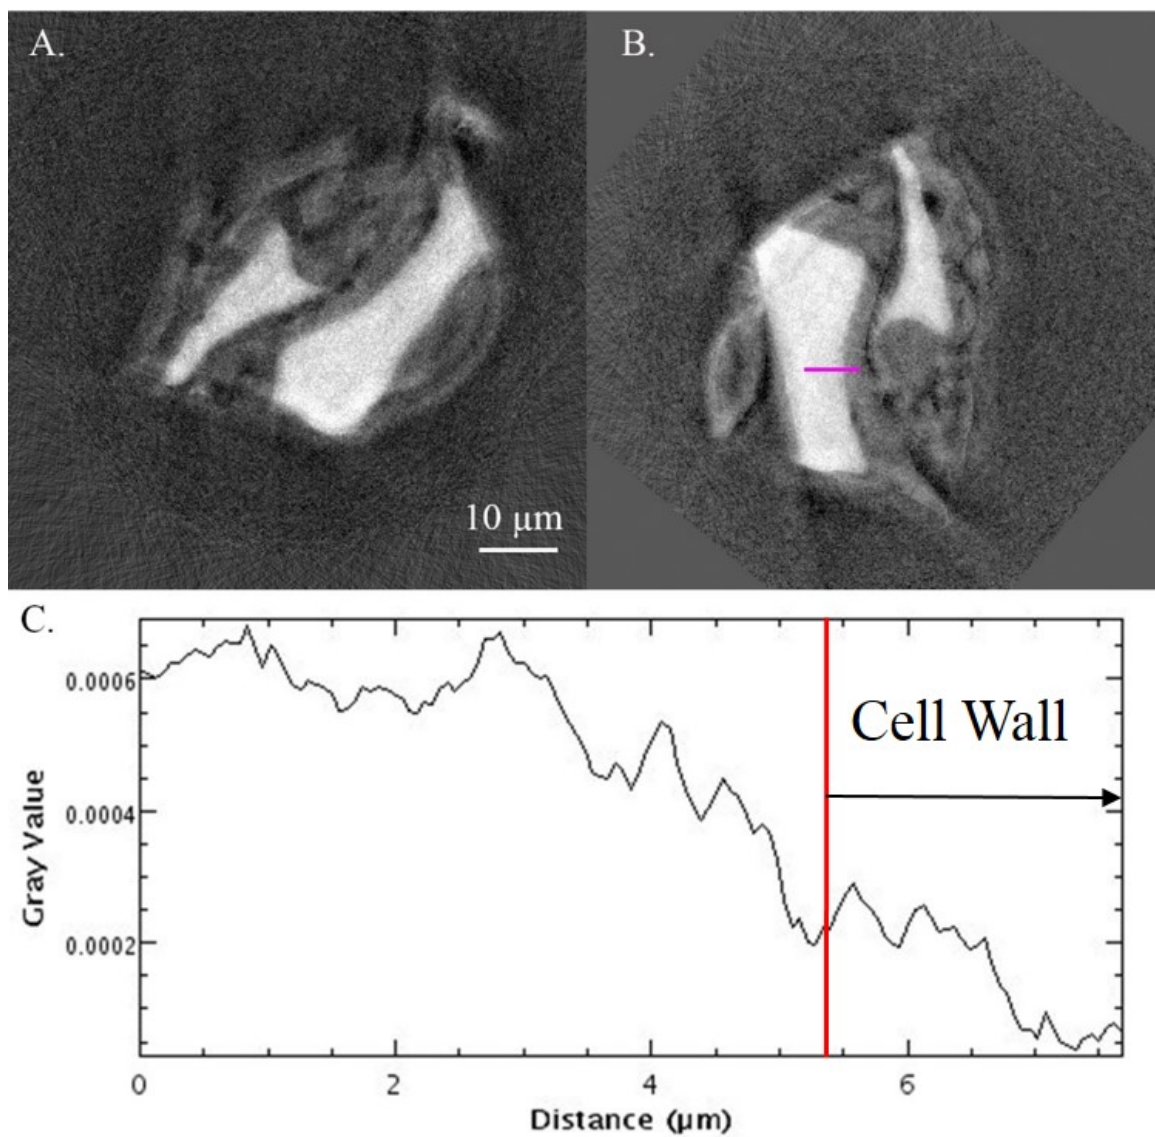 A.
B.
10 μm
C.
0.0006
0.0004
0.0002
Gray Value
Cell Wall
0
2
4
6
Distance (μm)